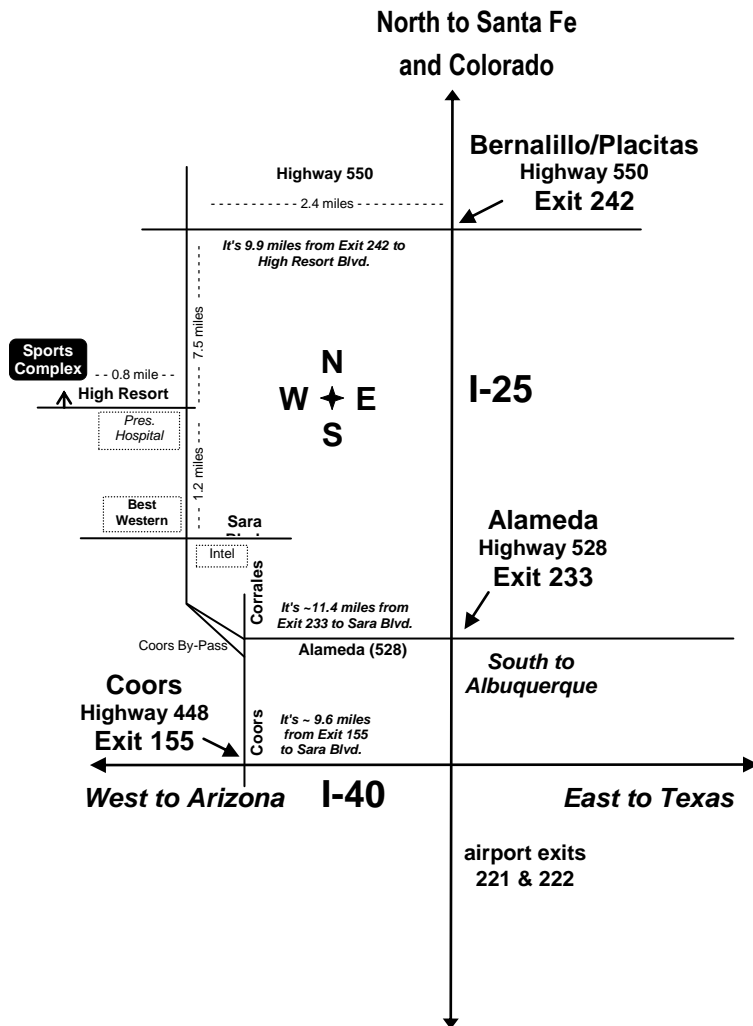 North to Santa Fe
and Colorado
Bernalillo/Placitas
Highway 550
Exit 242
Highway 550
2.4 miles
It's 9.9 miles from Exit 242 to
High Resort Blvd.
7.5 miles
Sports
Complex
0.8 mile
High Resort
Pres.
Hospital
N
W E
S
I-25
1.2 miles
Best
Western
Sara
Intel
Alameda
Highway 528
Exit 233
Corrales
It's ~11.4 miles from
Exit 233 to Sara Blvd.
Coors By-Pass
Alameda (528)
South to
Albuquerque
Coors
Highway 448
Exit 155
Coors
It's ~ 9.6 miles
from Exit 155
to Sara Blvd.
West to Arizona
I-40
East to Texas
airport exits
221 & 222